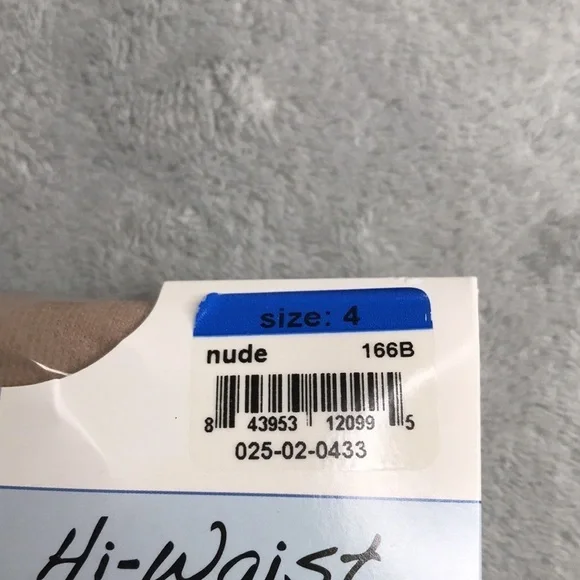 size: 4
nude 166B
8 43953 12099 5
025-02-0433
Hi-Waist